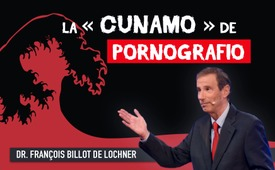 LA « CUNAMO » DE
PORNOGRAFIO
DR. FRANÇOIS BILLOT DE LOCHNER